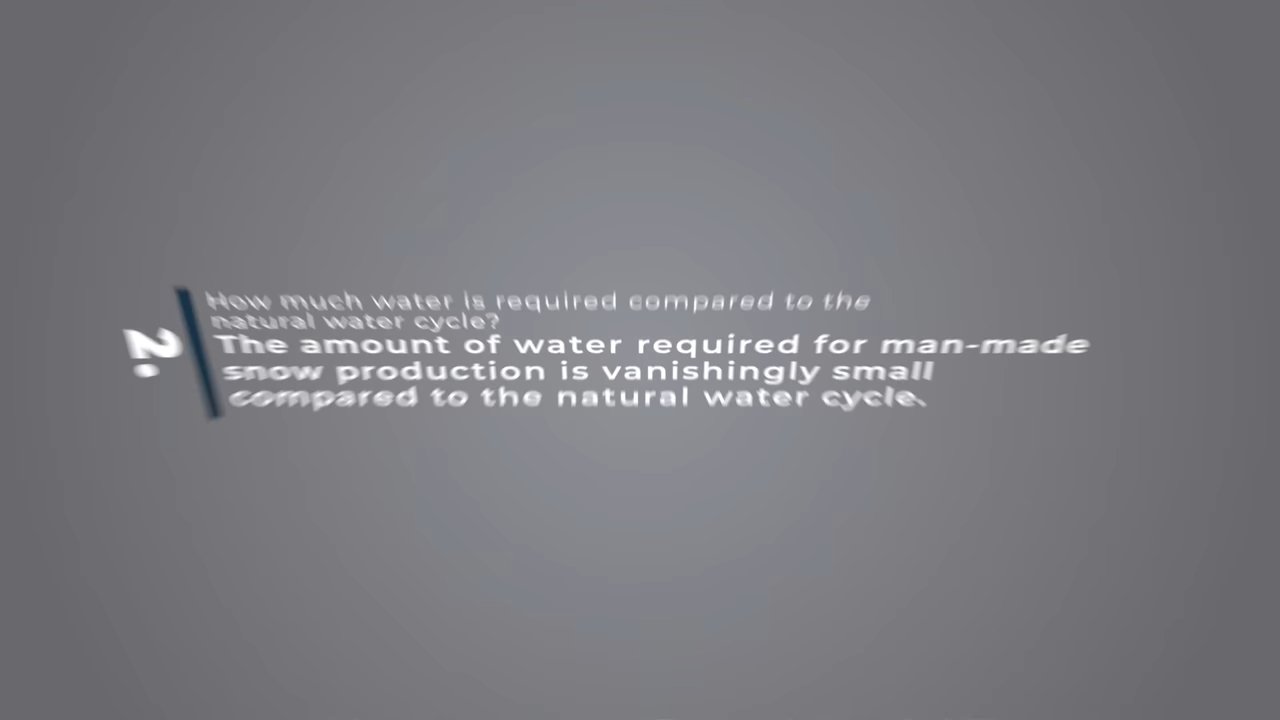 How much water is required compared to the
natural water cycle?
?
The amount of water required for man-made
snow production is vanishingly small
compared to the natural water cycle.